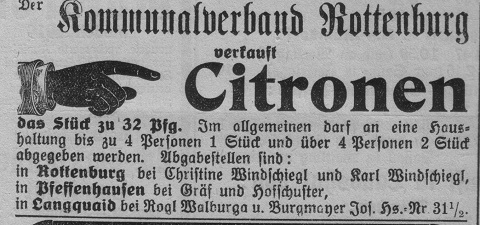 Der
Kommunalverband Rottenburg
verkauft
Citronen
das Stück zu 32 Pfg. Im allgemeinen darf an eine Haus-
haltung bis zu 4 Personen 1 Stück und über 4 Personen 2 Stück
abgegeben werden. Abgabestellen sind:
in Rottenburg bei Christine Windschiegl und Karl Windschiegl,
in Pfeffenhausen bei Gräf und Hofschuster,
in Langquaid bei Rogl Walburga u. Burgmayer Jos. Hs.-Nr 31½.